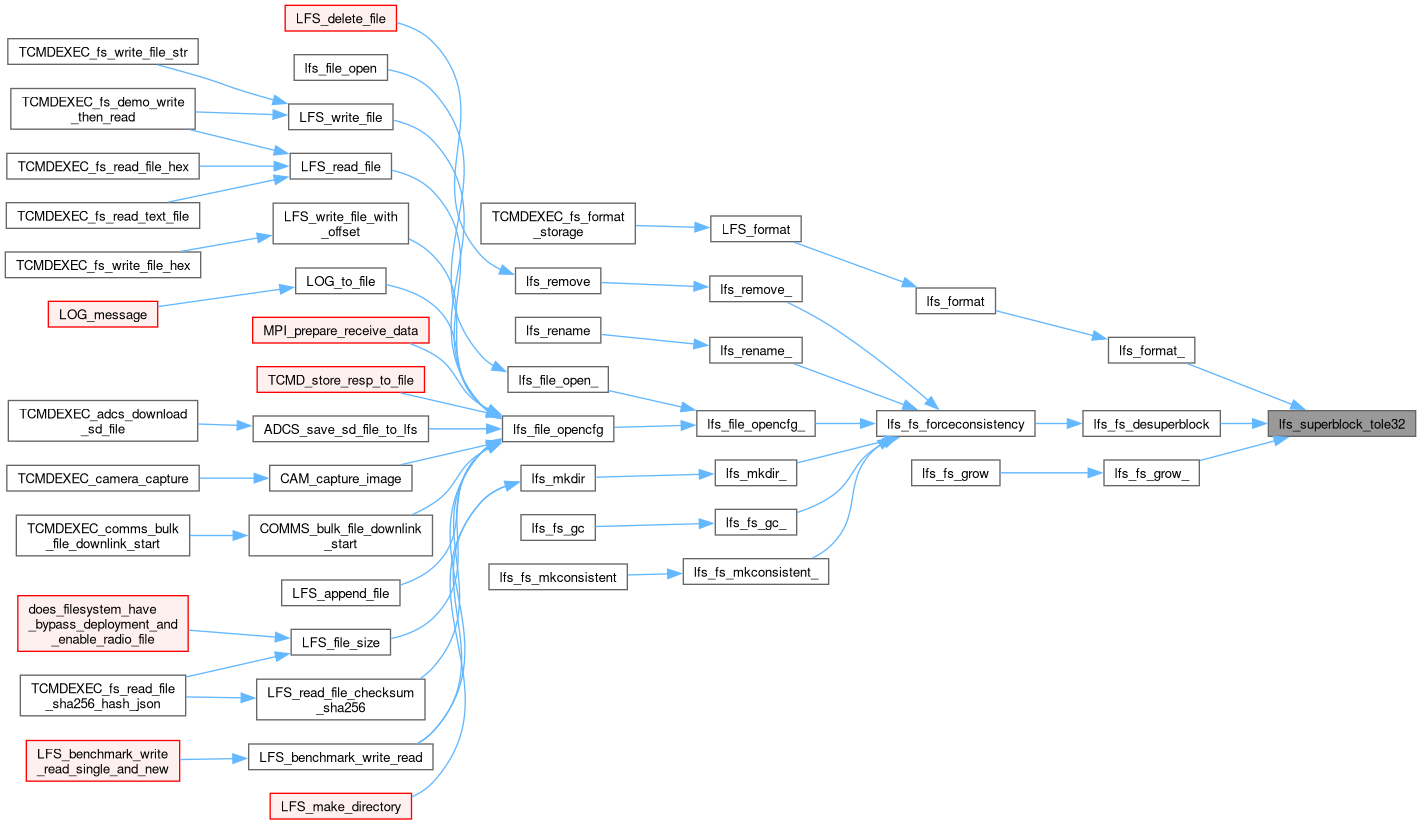 LFS_delete_file
TCMDEXEC_fs_write_file_str
lfs_file_open
TCMDEXEC_fs_demo_write
_then_read
LFS_write_file
TCMDEXEC_fs_read_file_hex
LFS_read_file
TCMDEXEC_fs_read_text_file
LFS_write_file_with
_offset
TCMDEXEC_fs_write_file_hex
LOG_to_file
LOG_message
MPI_prepare_receive_data
TCMD_store_resp_to_file
TCMDEXEC_adcs_download
_sd_file
ADCS_save_sd_file_to_lfs
TCMDEXEC_camera_capture
CAM_capture_image
TCMDEXEC_comms_bulk
_file_downlink_start
COMMS_bulk_file_downlink
_start
LFS_append_file
does_filesystem_have
_bypass_deployment_and
_enable_radio_file
LFS_file_size
TCMDEXEC_fs_read_file
_sha256_hash_json
LFS_read_file_checksum
_sha256
LFS_benchmark_write
_read_single_and_new
LFS_benchmark_write_read
LFS_make_directory
TCMDEXEC_fs_format
_storage
lfs_remove
lfs_rename
lfs_file_open_
lfs_file_opencfg
lfs_mkdir
lfs_fs_gc
lfs_fs_mkconsistent
LFS_format
lfs_remove_
lfs_rename_
lfs_file_opencfg_
lfs_mkdir_
lfs_fs_gc_
lfs_fs_mkconsistent_
lfs_format
lfs_fs_forceconsistency
lfs_fs_grow
lfs_format_
lfs_fs_desuperblock
lfs_fs_grow_
lfs_superblock_tole32